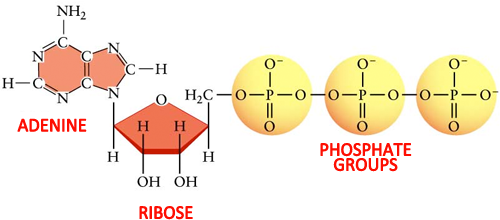 NH₂
C
N C N
C H
H C C
N N
O⁻ O⁻ O⁻
O H₂C O P O O P O O P O⁻
ADENINE
H H O O O
H H
PHOSPHATE
GROUPS
OH OH
RIBOSE